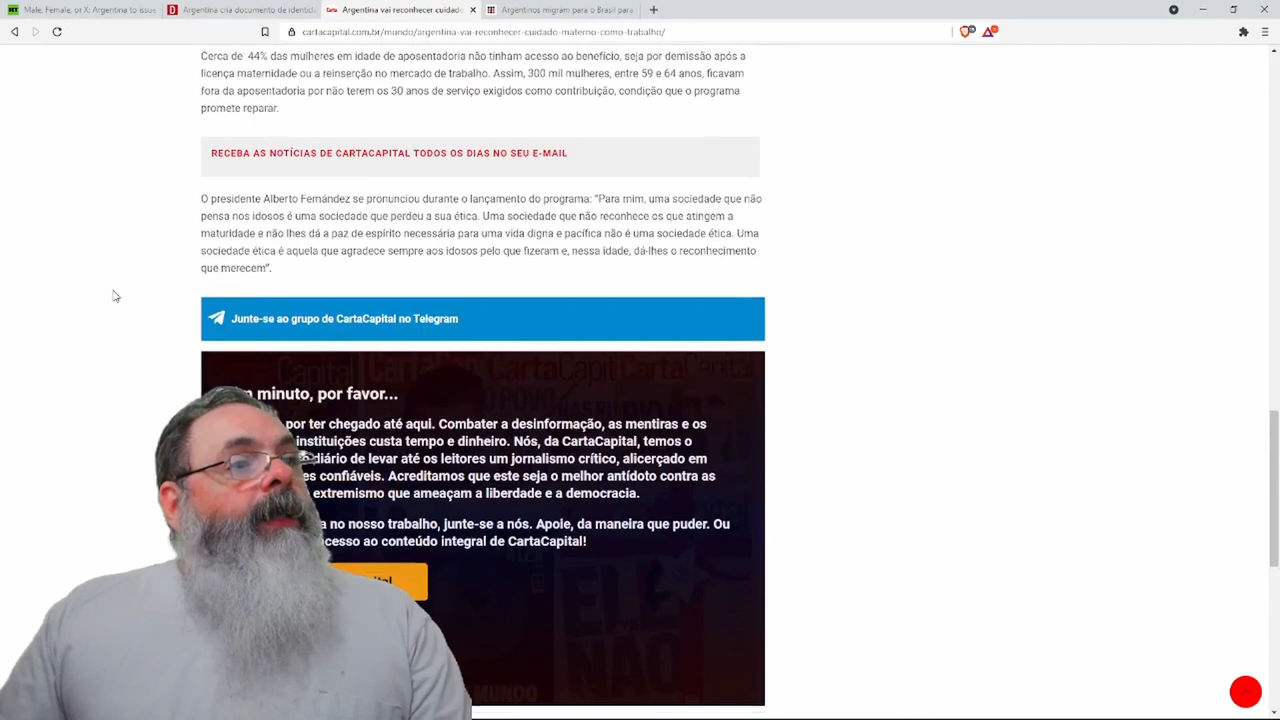 Male, Female, or X: Argentina to issue
Argentina cria documento de identida
Argentina vai reconhecer cuidado
Argentinos migram para o Brasil para
cartacapital.com.br/mundo/argentina-vai-reconhecer-cuidado-materno-como-trabalho/
Cerca de 44% das mulheres em idade de aposentadoria não tinham acesso ao benefício, seja por demissão após a
licença maternidade ou a reinserção no mercado de trabalho. Assim, 300 mil mulheres, entre 59 e 64 anos, ficavam
fora da aposentadoria por não terem os 30 anos de serviço exigidos como contribuição, condição que o programa
promete reparar.
RECEBA AS NOTÍCIAS DE CARTACAPITAL TODOS OS DIAS NO SEU E-MAIL
O presidente Alberto Fernández se pronunciou durante o lançamento do programa: “Para mim, uma sociedade que não
pensa nos idosos é uma sociedade que perdeu a sua ética. Uma sociedade que não reconhece os que atingem a
maturidade e não lhes dá a paz de espírito necessária para uma vida digna e pacífica não é uma sociedade ética. Uma
sociedade ética é aquela que agradece sempre aos idosos pelo que fizeram e, nessa idade, dá-lhes o reconhecimento
que merecem”.
Junte-se ao grupo de CartaCapital no Telegram
minuto, por favor...
por ter chegado até aqui. Combater a desinformação, as mentiras e os
instituições custa tempo e dinheiro. Nós, da CartaCapital, temos o
diário de levar até os leitores um jornalismo crítico, alicerçado em
confiáveis. Acreditamos que este seja o melhor antídoto contra as
extremismo que ameaçam a liberdade e a democracia.
no nosso trabalho, junte-se a nós. Apoie, da maneira que puder. Ou
acesso ao conteúdo integral de CartaCapital!